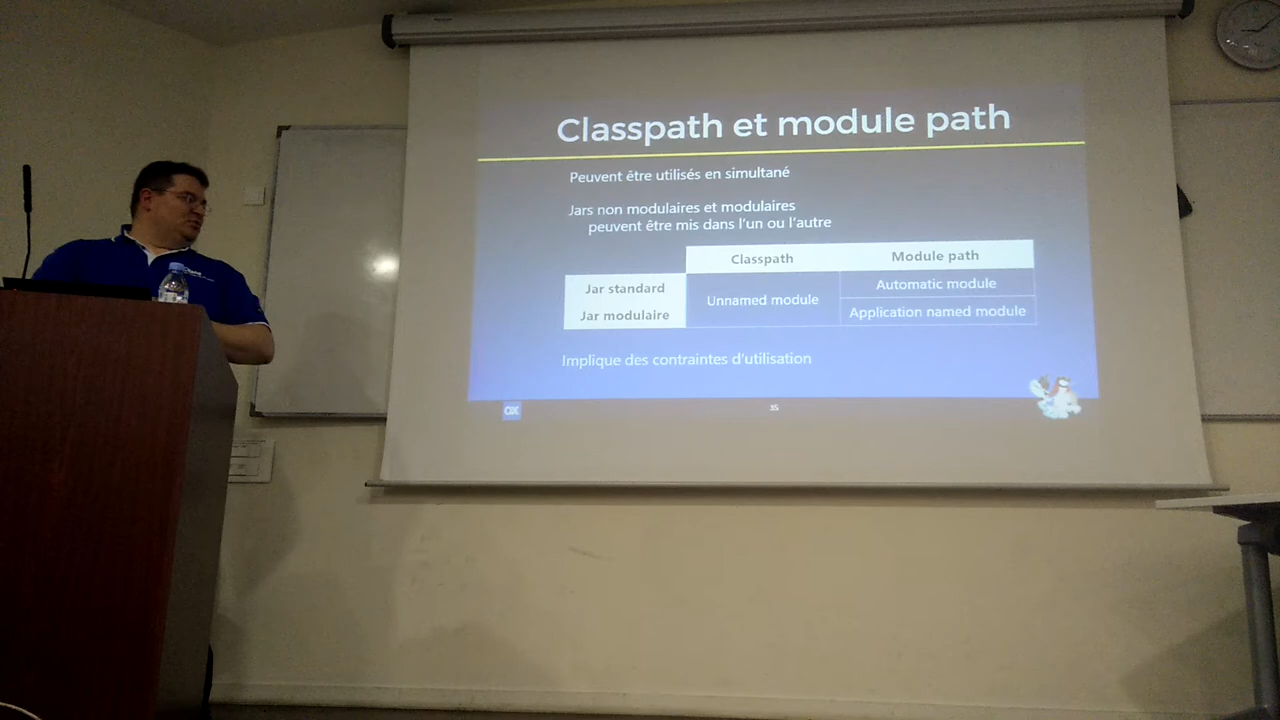 Classpath et module path
Peuvent être utilisés en simultané
Jars non modulaires et modulaires
peuvent être mis dans l'un ou l'autre
Classpath
Module path
Jar standard
Unnamed module
Automatic module
Jar modulaire
Application named module
Implique des contraintes d'utilisation
35